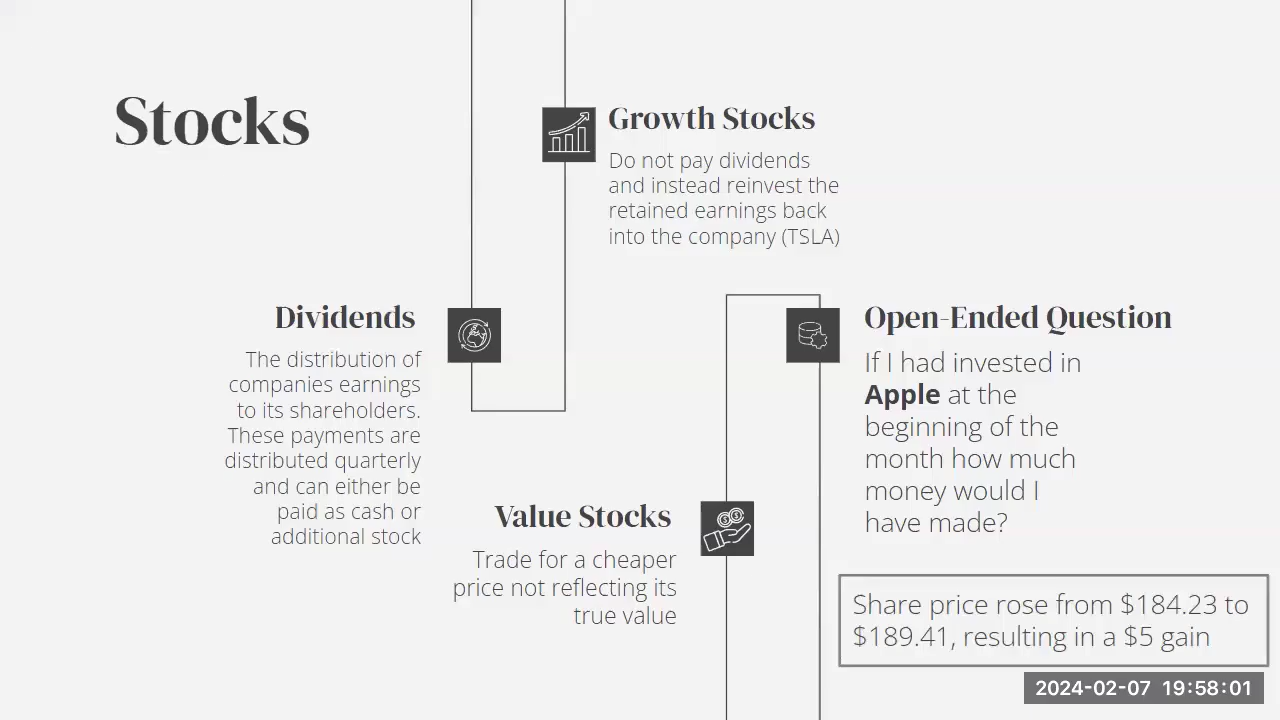 Stocks
Growth Stocks
Do not pay dividends
and instead reinvest the
retained earnings back
into the company (TSLA)
Dividends
The distribution of
companies earnings
to its shareholders.
These payments are
distributed quarterly
and can either be
paid as cash or
additional stock
Value Stocks
Trade for a cheaper
price not reflecting its
true value
Open-Ended Question
If I had invested in
Apple at the
beginning of the
month how much
money would I
have made?
Share price rose from $184.23 to
$189.41, resulting in a $5 gain
2024-02-07 19:58:01